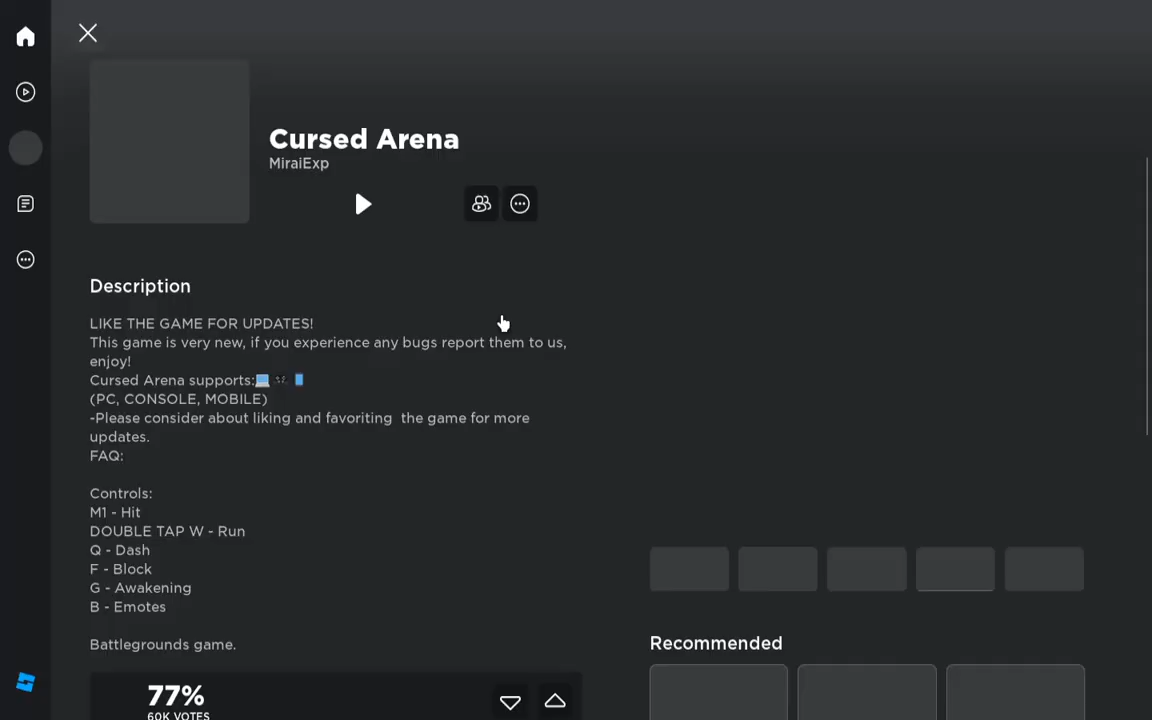 Cursed Arena
MiraiExp
Description
LIKE THE GAME FOR UPDATES!
This game is very new, if you experience any bugs report them to us,
enjoy!
Cursed Arena supports:💻🎮📱
(PC, CONSOLE, MOBILE)
-Please consider about liking and favoriting  the game for more
updates.
FAQ:
Controls:
M1 - Hit
DOUBLE TAP W - Run
Q - Dash
F - Block
G - Awakening
B - Emotes
Battlegrounds game.
77%
60K VOTES
Recommended